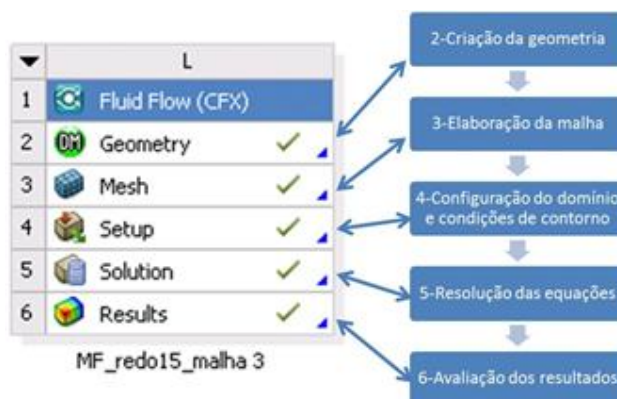 L
1 Fluid Flow (CFX)
2 Geometry
3 Mesh
4 Setup
5 Solution
6 Results
MF_redo15_malha 3
2-Criação da geometria
3-Elaboração da malha
4-Configuração do domínio
e condições de contorno
5-Resolução das equações
6-Avaliação dos resultados